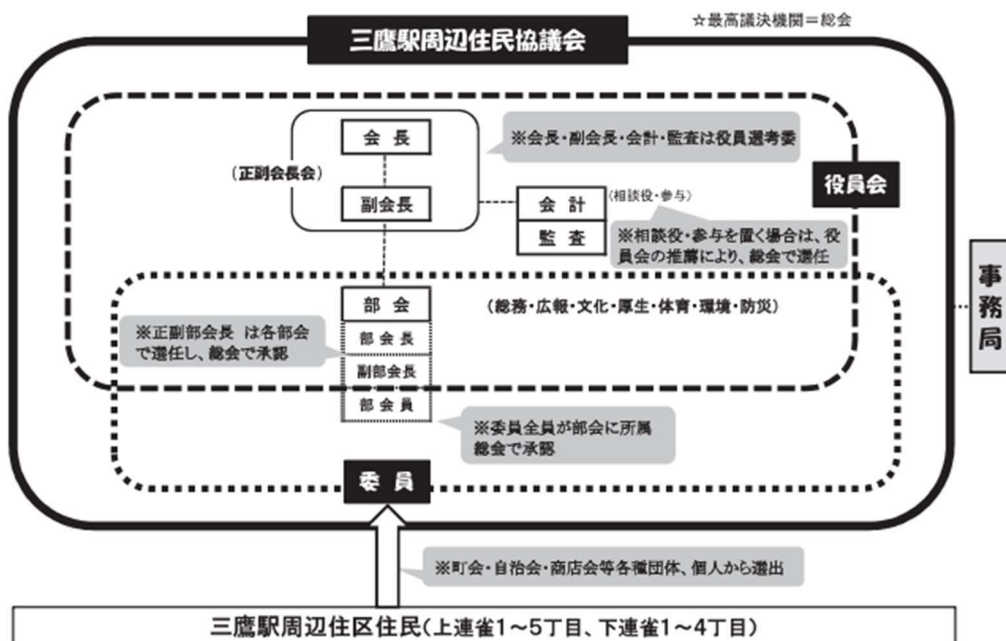 ☆最高議決機関＝総会
三鷹駅周辺住民協議会
会 長
※会長・副会長・会計・監査は役員選考委
(正副会長会)
役員会
副会長
会 計
(相談役・参与)
監 査
※相談役・参与を置く場合は、役
員会の推薦により、総会で選任
事務局
部 会
(総務・広報・文化・厚生・体育・環境・防災)
※正副部会長 は各部会
で選任し、総会で承認
部 会 長
副部会長
部 会 員
※委員全員が部会に所属
総会で承認
委 員
※町会・自治会・商店会等各種団体、個人から選出
三鷹駅周辺住区住民(上連雀1～5丁目、下連雀1～4丁目)